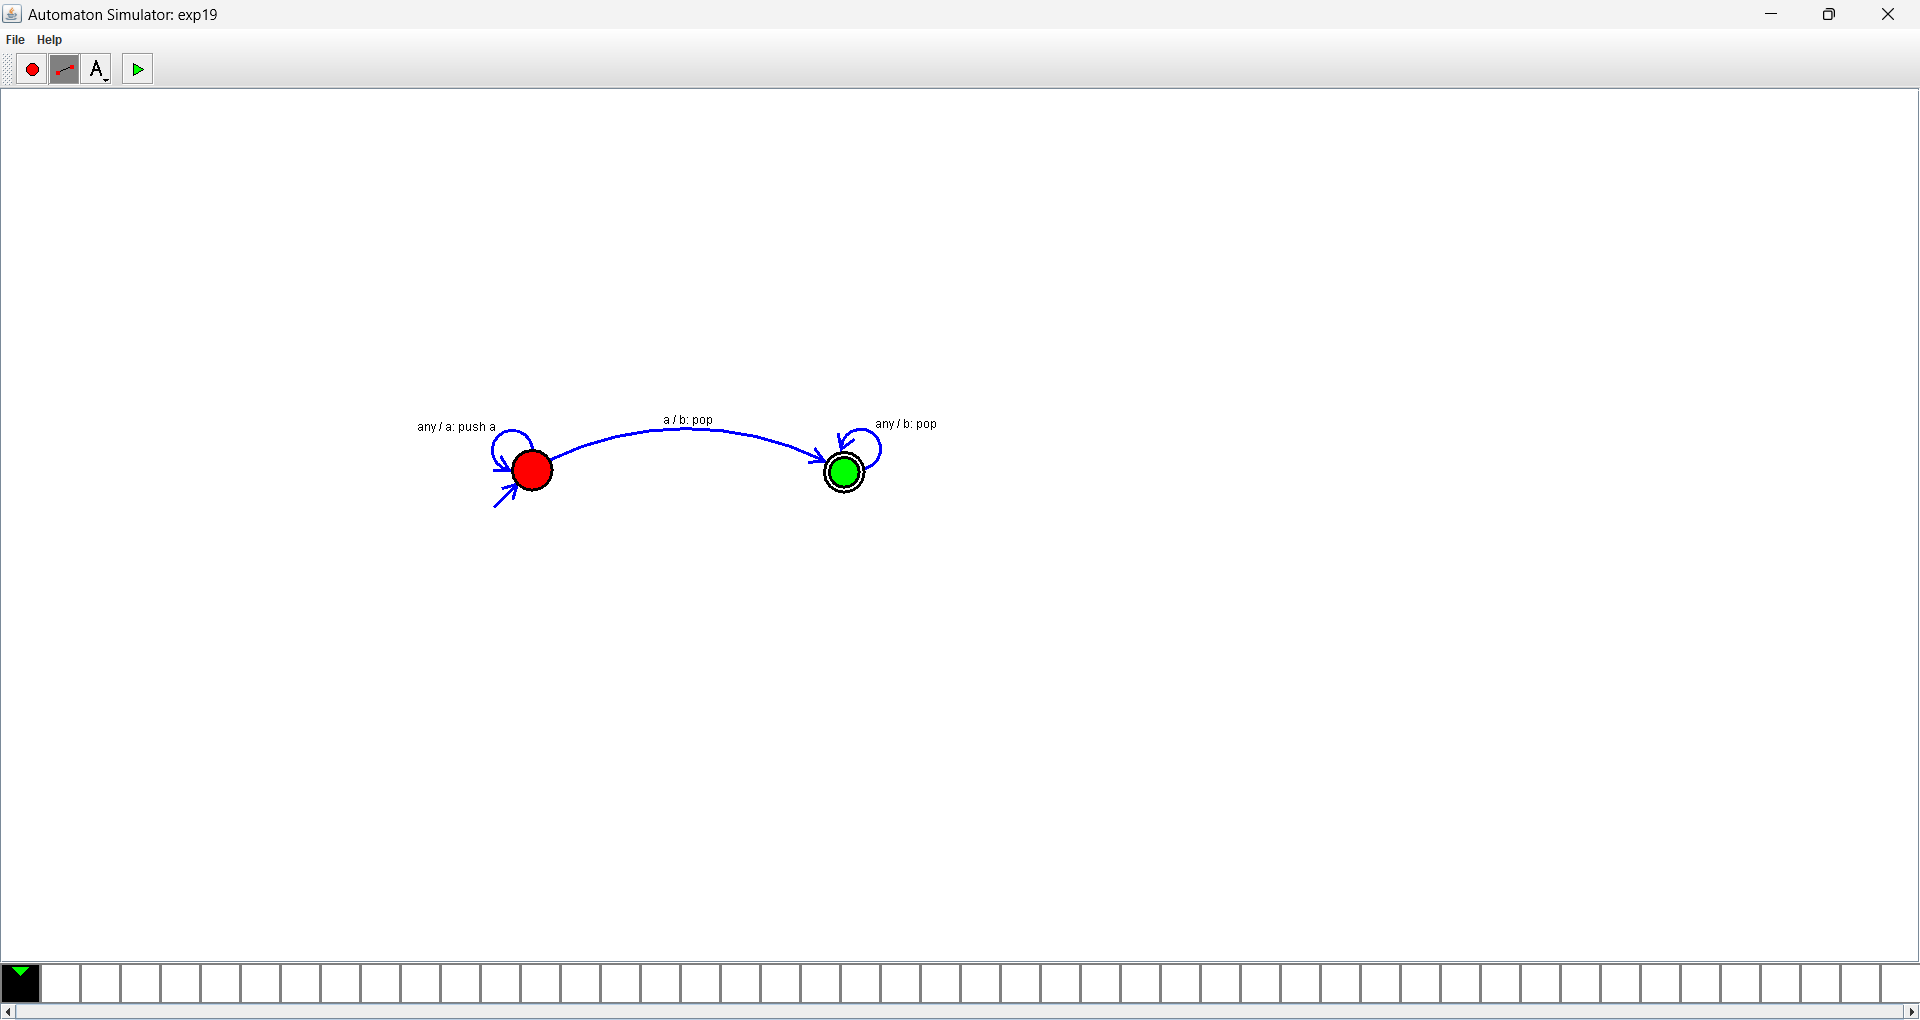 Automaton Simulator: exp19
File Help
A
any / a: push a
a / b: pop
any / b: pop